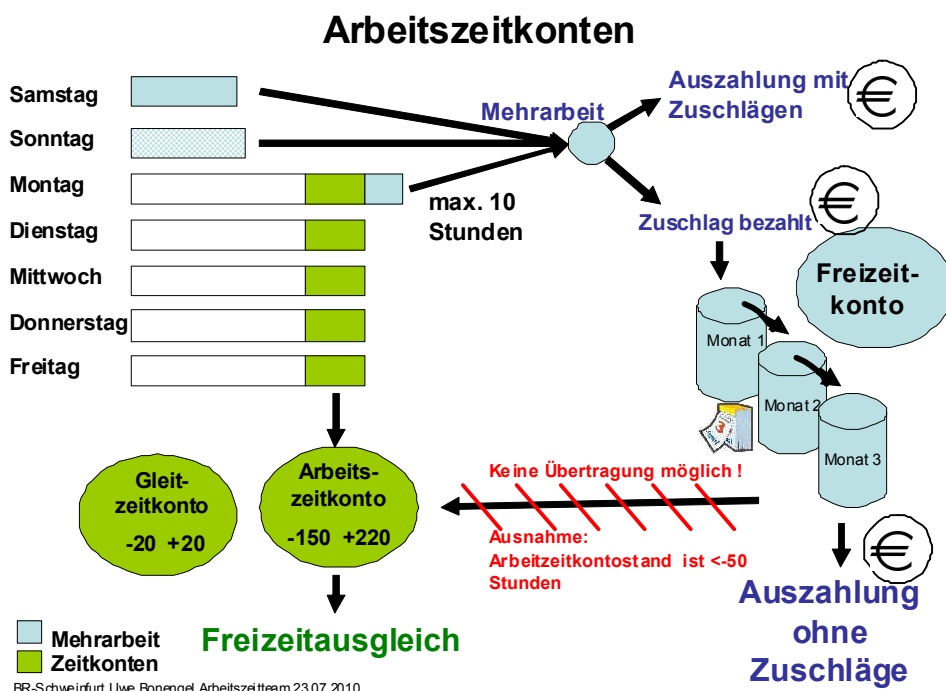 Arbeitszeitkonten
Samstag
Sonntag
Montag
Dienstag
Mittwoch
Donnerstag
Freitag
Mehrarbeit
max. 10
Stunden
Auszahlung mit
Zuschlägen
€
Zuschlag bezahlt
€
Freizeit-
konto
Monat 1
Monat 2
Monat 3
3
Gleit-
zeitkonto
-20 +20
Arbeits-
zeitkonto
-150 +220
Keine Übertragung möglich !
Ausnahme:
Arbeitzeitkontostand ist <-50
Stunden
€
Auszahlung
ohne
Zuschläge
Freizeitausgleich
Mehrarbeit
Zeitkonten
BR-Schweinfurt Uwe Bonengel Arbeitszeitteam 23.07.2010